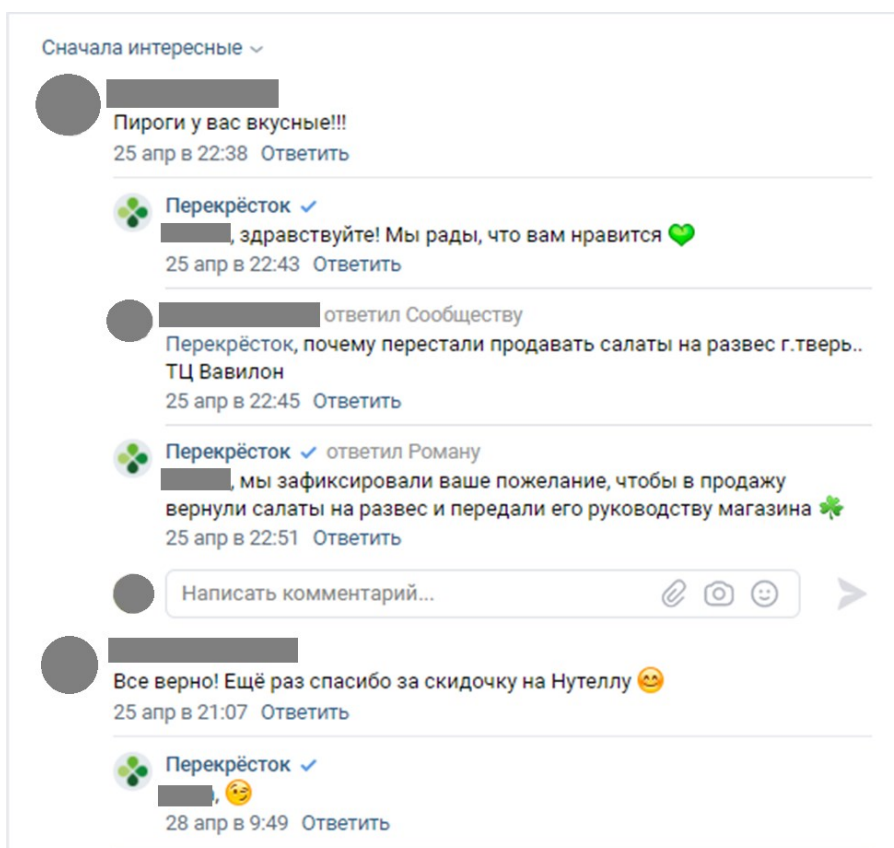 Сначала интересные
Пироги у вас вкусные!!!
25 апр в 22:38 Ответить
Перекрёсток
, здравствуйте! Мы рады, что вам нравится 💚
25 апр в 22:43 Ответить
ответил Сообществу
Перекрёсток, почему перестали продавать салаты на развес г.тверь..
ТЦ Вавилон
25 апр в 22:45 Ответить
Перекрёсток ответил Роману
, мы зафиксировали ваше пожелание, чтобы в продажу
вернули салаты на развес и передали его руководству магазина ☘
25 апр в 22:51 Ответить
Написать комментарий...
Все верно! Ещё раз спасибо за скидочку на Нутеллу 😊
25 апр в 21:07 Ответить
Перекрёсток
, 😉
28 апр в 9:49 Ответить